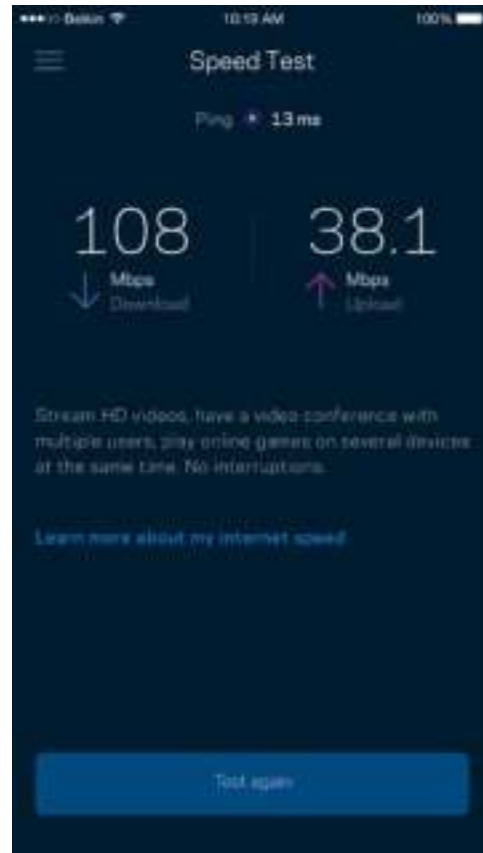 Belkin 10:13 AM 100%
Speed Test
Ping 13 ms
108 38.1
Mbps Mbps
Download Upload
Stream HD videos, have a video conference with
multiple users, play online games on several devices
at the same time. No interruptions.
Learn more about my internet speed
Test again